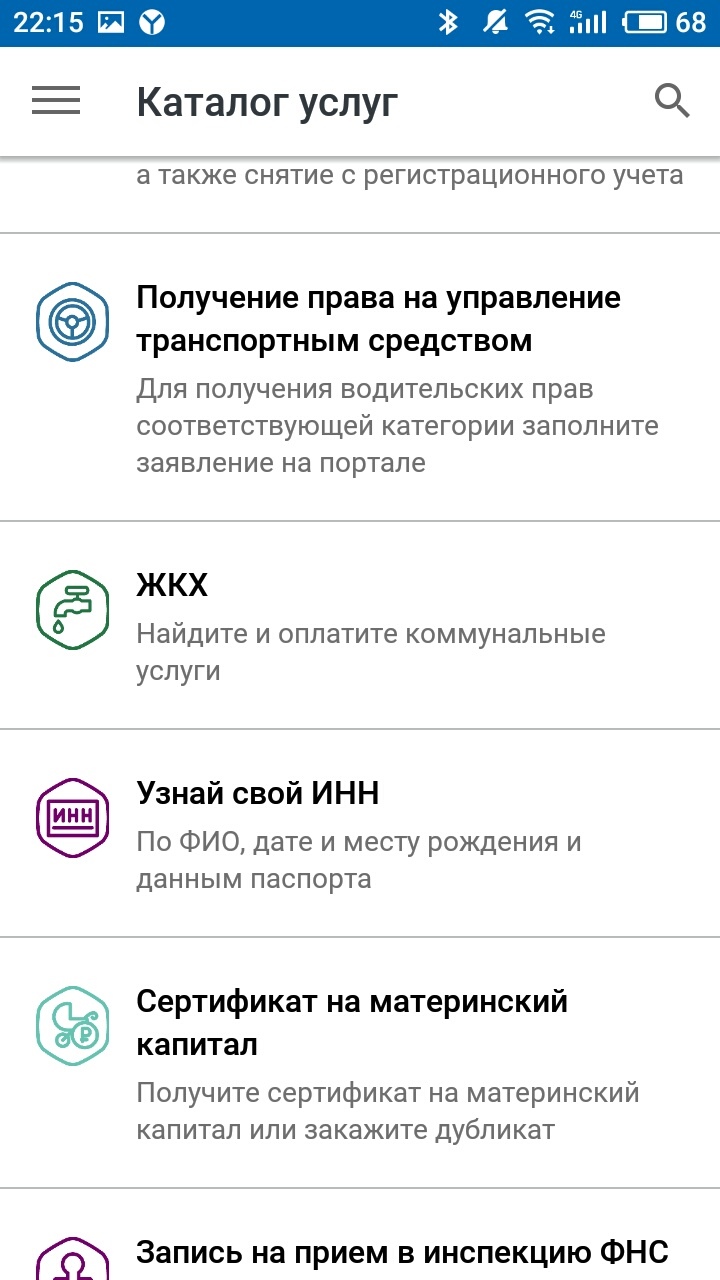 22:15 4G 68
Каталог услуг
а также снятие с регистрационного учета
Получение права на управление
транспортным средством
Для получения водительских прав
соответствующей категории заполните
заявление на портале
ЖКХ
Найдите и оплатите коммунальные
услуги
ИНН
Узнай свой ИНН
По ФИО, дате и месту рождения и
данным паспорта
Сертификат на материнский
капитал
Получите сертификат на материнский
капитал или закажите дубликат
Запись на прием в инспекцию ФНС